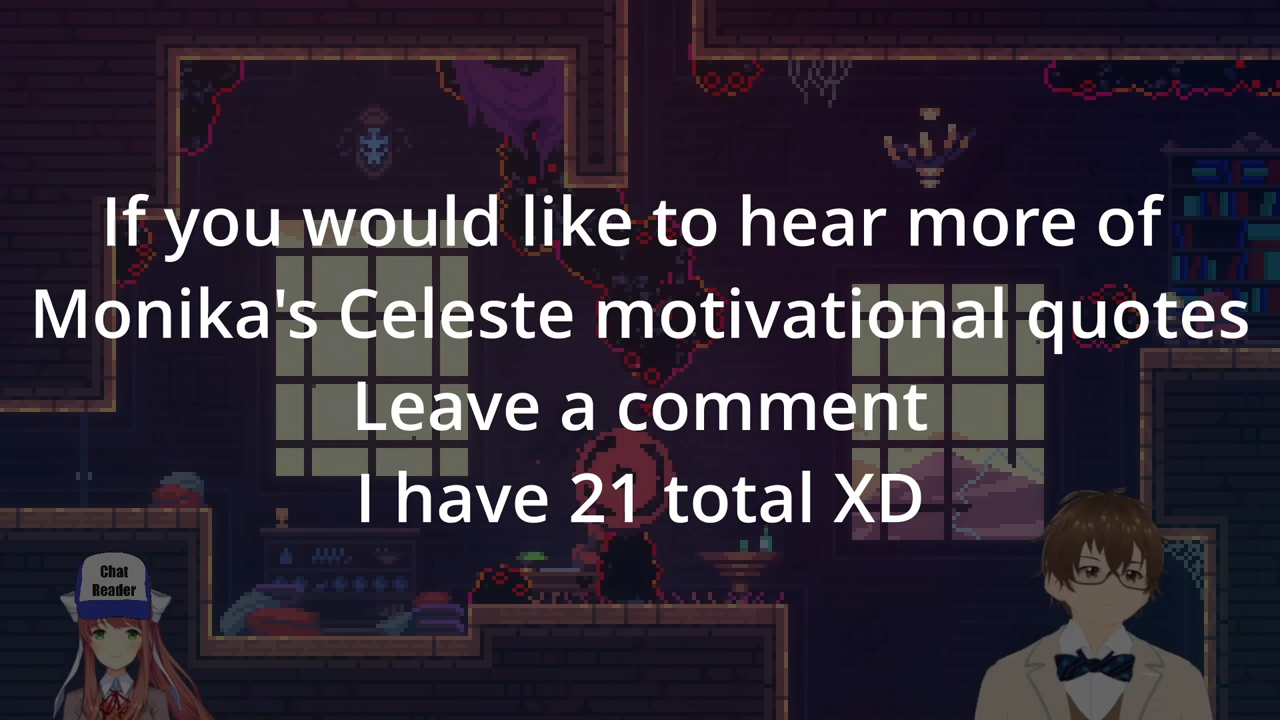 If you would like to hear more of
Monika's Celeste motivational quotes
Leave a comment
I have 21 total XD
Chat
Reader